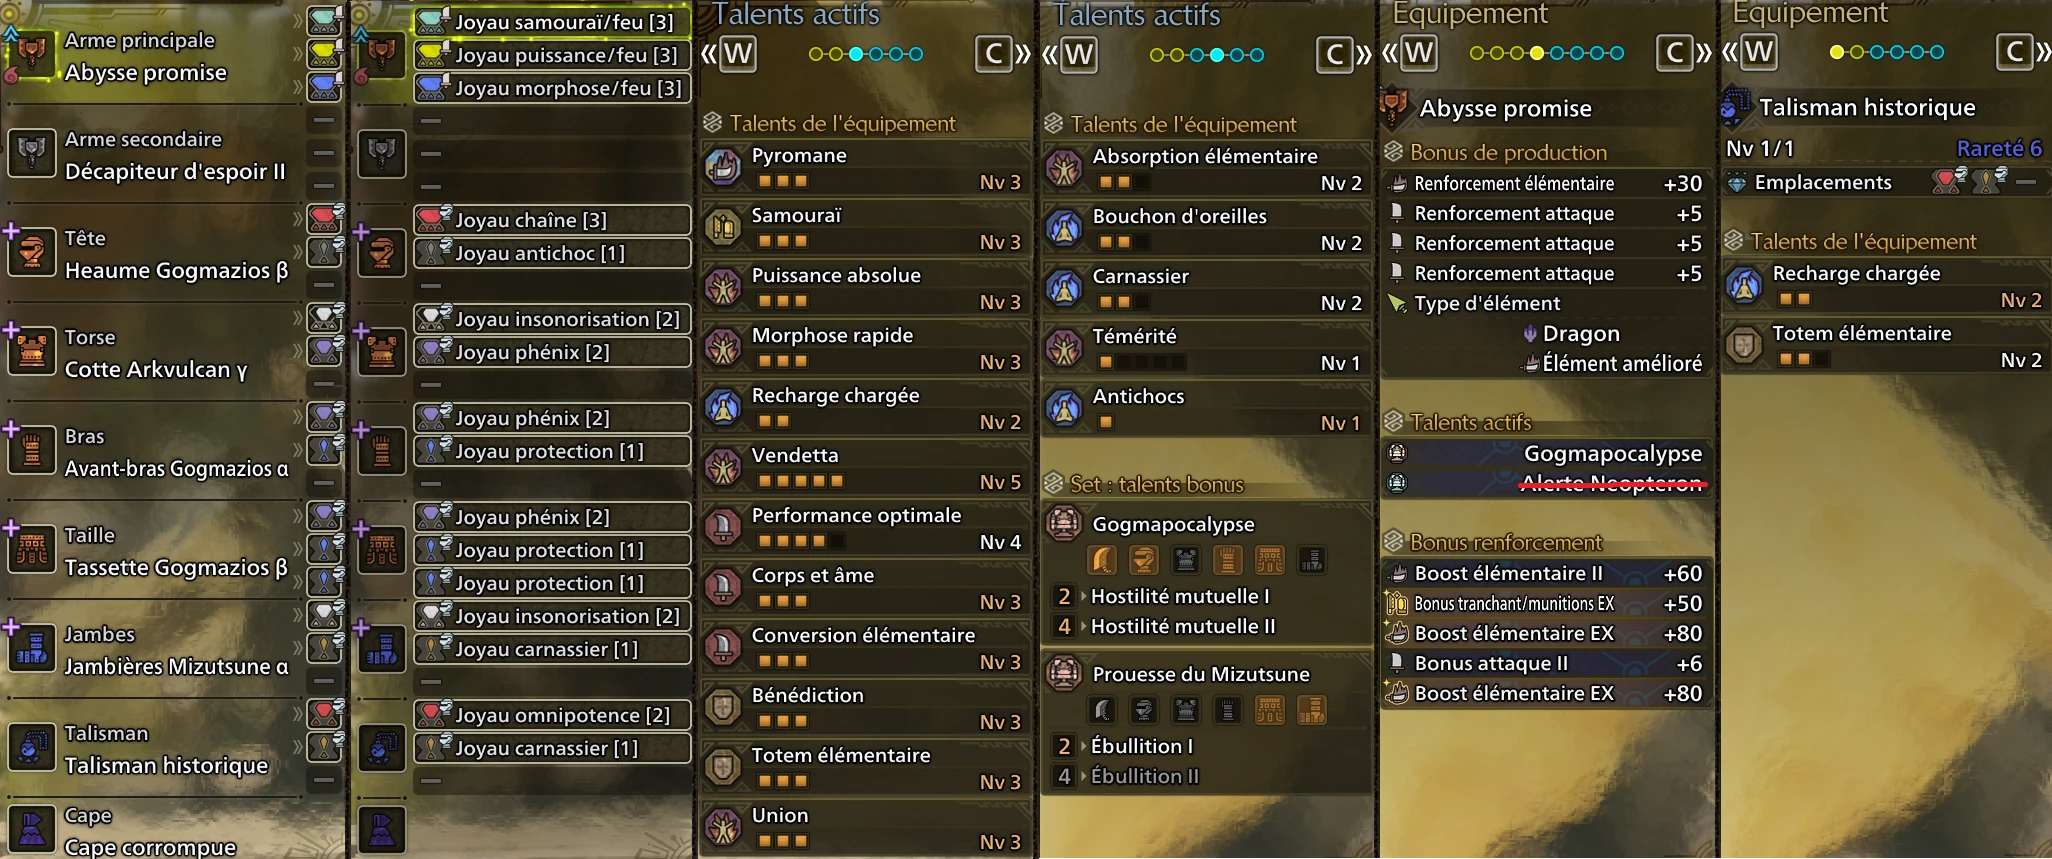 Arme principale
Abysse promise
Arme secondaire
Décapiteur d'espoir II
Tête
Heaume Gogmazios β
Torse
Cotte Arkvulcan γ
Bras
Avant-bras Gogmazios α
Taille
Tassette Gogmazios β
Jambes
Jambières Mizutsune α
Talisman
Talisman historique
Cape
Cape corrompue
Joyau samouraï/feu [3]
Joyau puissance/feu [3]
Joyau morphose/feu [3]
Joyau chaîne [3]
Joyau antichoc [1]
Joyau insonorisation [2]
Joyau phénix [2]
Joyau phénix [2]
Joyau protection [1]
Joyau phénix [2]
Joyau protection [1]
Joyau protection [1]
Joyau insonorisation [2]
Joyau carnassier [1]
Joyau omnipotence [2]
Joyau carnassier [1]
Talents actifs
W C
Talents de l'équipement
Pyromane
Nv 3
Samouraï
Nv 3
Puissance absolue
Nv 3
Morphose rapide
Nv 3
Recharge chargée
Nv 2
Vendetta
Nv 5
Performance optimale
Nv 4
Corps et âme
Nv 3
Conversion élémentaire
Nv 3
Bénédiction
Nv 3
Totem élémentaire
Nv 3
Union
Nv 3
Talents actifs
W C
Talents de l'équipement
Absorption élémentaire
Nv 2
Bouchon d'oreilles
Nv 2
Carnassier
Nv 2
Témérité
Nv 1
Antichocs
Nv 1
Set : talents bonus
Gogmapocalypse
2 Hostilité mutuelle I
4 Hostilité mutuelle II
Prouesse du Mizutsune
2 Ébullition I
4 Ébullition II
Equipement
W C
Abysse promise
Bonus de production
Renforcement élémentaire +30
Renforcement attaque +5
Renforcement attaque +5
Renforcement attaque +5
Type d'élément
Dragon
Élément amélioré
Talents actifs
Gogmapocalypse
Alerte Neopteron
Bonus renforcement
Boost élémentaire II +60
Bonus tranchant/munitions EX +50
Boost élémentaire EX +80
Bonus attaque II +6
Boost élémentaire EX +80
Equipement
W C
Talisman historique
Nv 1/1 Rareté 6
Emplacements
Talents de l'équipement
Recharge chargée
Nv 2
Totem élémentaire
Nv 2